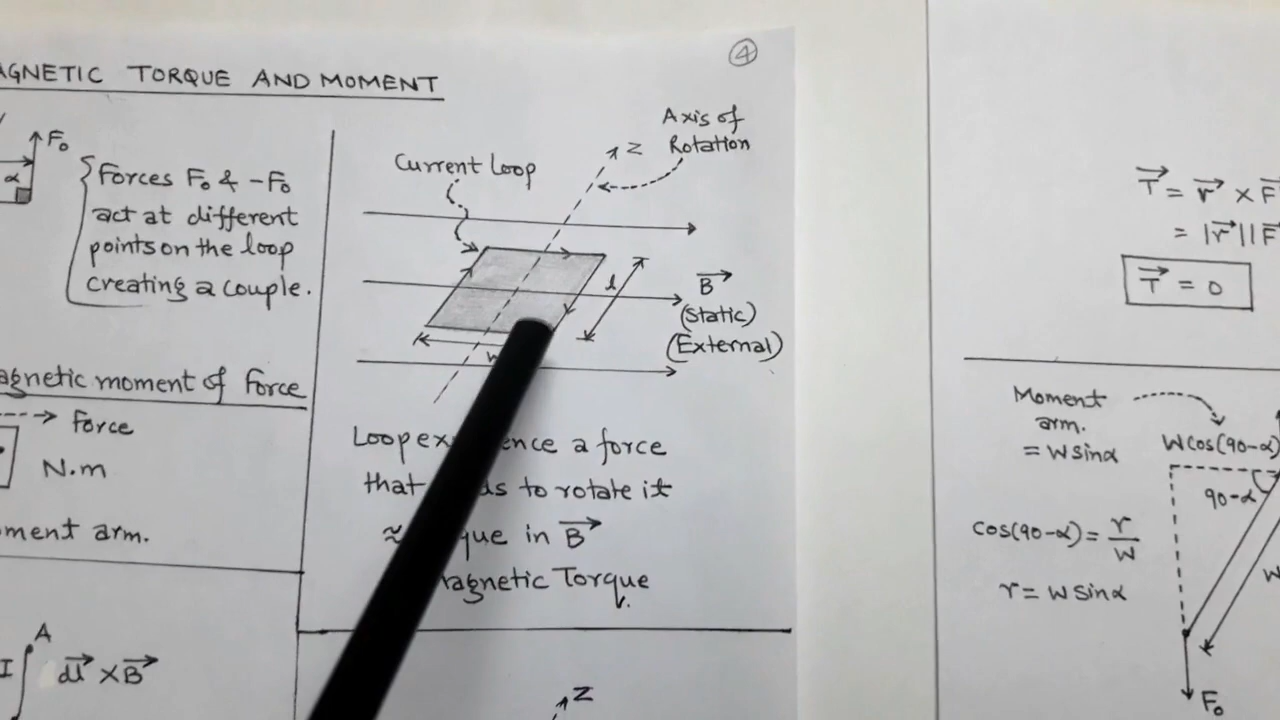 ④
AGNETIC TORQUE AND MOMENT
F₀
α
Forces F₀ & -F₀
act at different
points on the loop
creating a couple.
agnetic moment of Force
Force
N.m
ment arm.
A
I∫ dl × B
Axis of
Rotation
Z
Current loop
l
B
(Static)
(External)
w
Loop ex ence a force
that ds to rotate it
≈ que in B
agnetic Torque
Z
T = r × F
= |r||F
T = 0
Moment
arm.
= W sinα
W cos(90-α)
90-α
cos(90-α) = r/W
r = W sinα
W
F₀